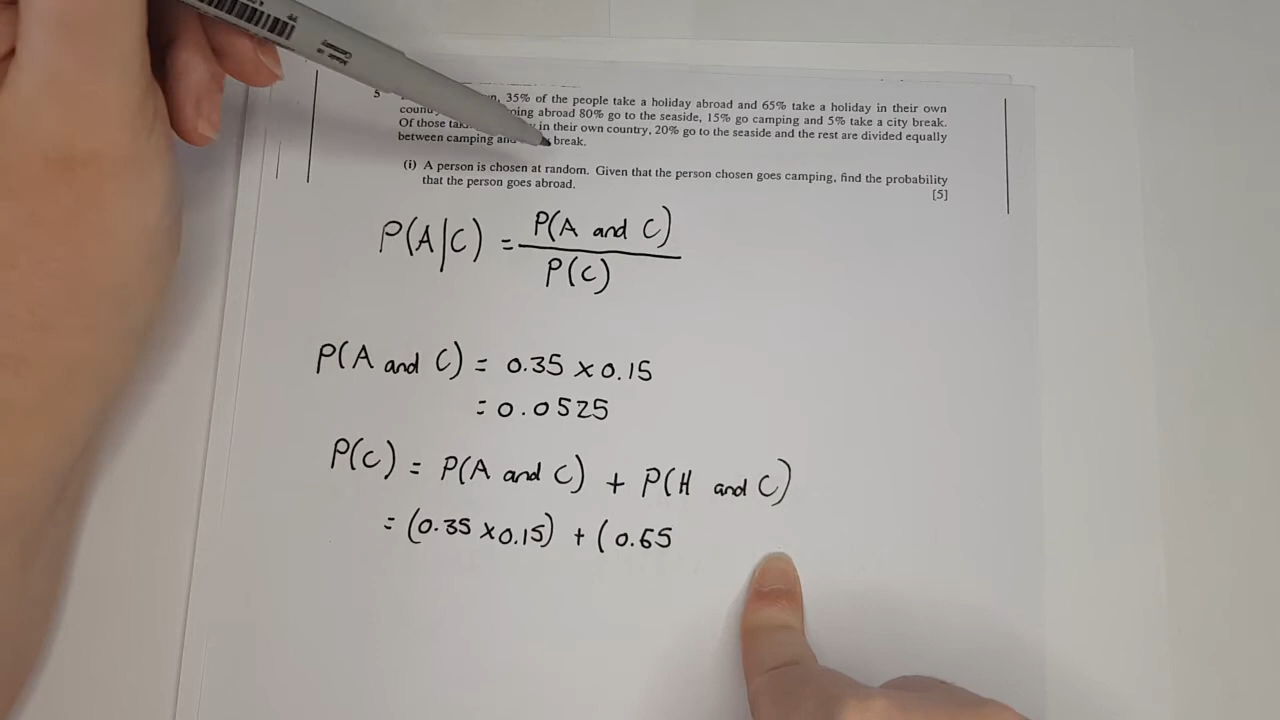 5
35% of the people take a holiday abroad and 65% take a holiday in their own
abroad 80% go to the seaside, 15% go camping and 5% take a city break.
Of those in their own country, 20% go to the seaside and the rest are divided equally
between camping break.
(i) A person is chosen at random. Given that the person chosen goes camping, find the probability
that the person goes abroad. [5]
P(A|C) = P(A and C)
P(C)
P(A and C) = 0.35 × 0.15
= 0.0525
P(C) = P(A and C) + P(H and C)
= (0.35 × 0.15) + (0.65